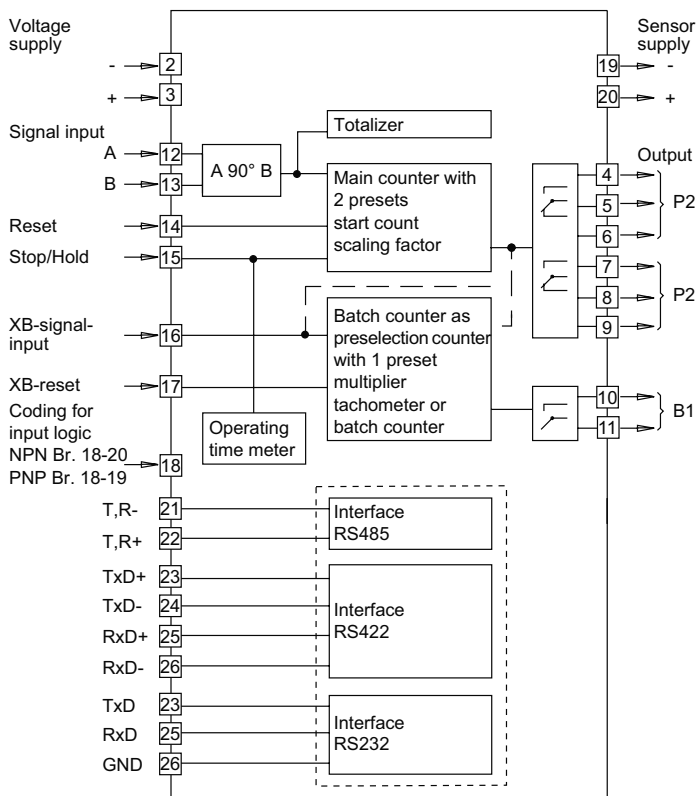 Voltage
supply
Sensor
supply
- 2
19 -
+ 3
20 +
Signal input
Totalizer
A 12
B 13
A 90° B
Main counter with
2 presets
start count
scaling factor
Output
4
5
6
P2
Reset 14
Stop/Hold 15
7
8
9
P2
XB-signal-
input
16
Batch counter as
preselection counter
with 1 preset
multiplier
tachometer or
batch counter
XB-reset 17
10
11
B1
Operating
time meter
Coding for
input logic
NPN Br. 18-20
PNP Br. 18-19
18
T,R- 21
T,R+ 22
Interface
RS485
TxD+ 23
TxD- 24
RxD+ 25
RxD- 26
Interface
RS422
TxD 23
RxD 25
GND 26
Interface
RS232